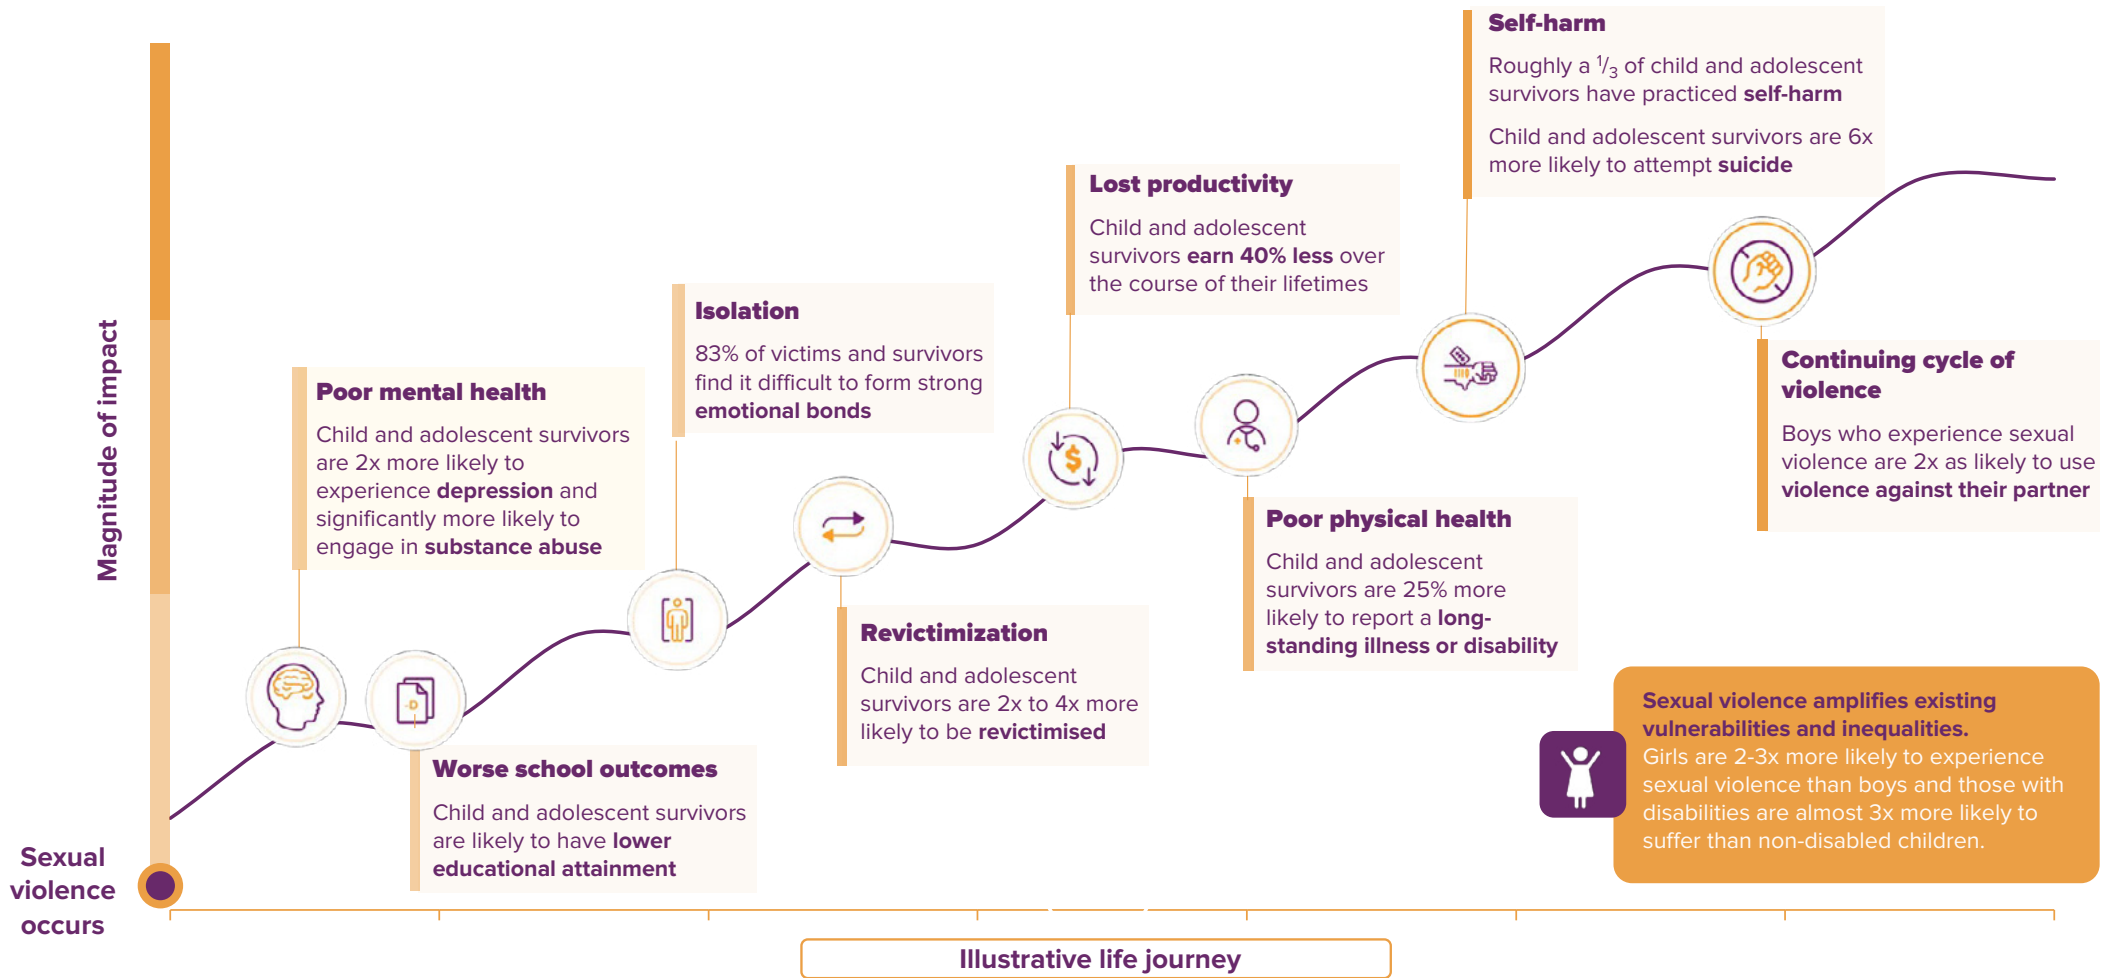 Magnitude of impact
Sexual
violence
occurs
Poor mental health
Child and adolescent survivors
are 2x more likely to
experience depression and
significantly more likely to
engage in substance abuse
-D
Worse school outcomes
Child and adolescent survivors
are likely to have lower
educational attainment
Isolation
83% of victims and survivors
find it difficult to form strong
emotional bonds
Revictimization
Child and adolescent
survivors are 2x to 4x more
likely to be revictimised
Lost productivity
Child and adolescent
survivors earn 40% less over
the course of their lifetimes
$
Poor physical health
Child and adolescent
survivors are 25% more
likely to report a long-
standing illness or disability
Self-harm
Roughly a 1/3 of child and adolescent
survivors have practiced self-harm
Child and adolescent survivors are 6x
more likely to attempt suicide
Continuing cycle of
violence
Boys who experience sexual
violence are 2x as likely to use
violence against their partner
Sexual violence amplifies existing
vulnerabilities and inequalities.
Girls are 2-3x more likely to experience
sexual violence than boys and those with
disabilities are almost 3x more likely to
suffer than non-disabled children.
Illustrative life journey